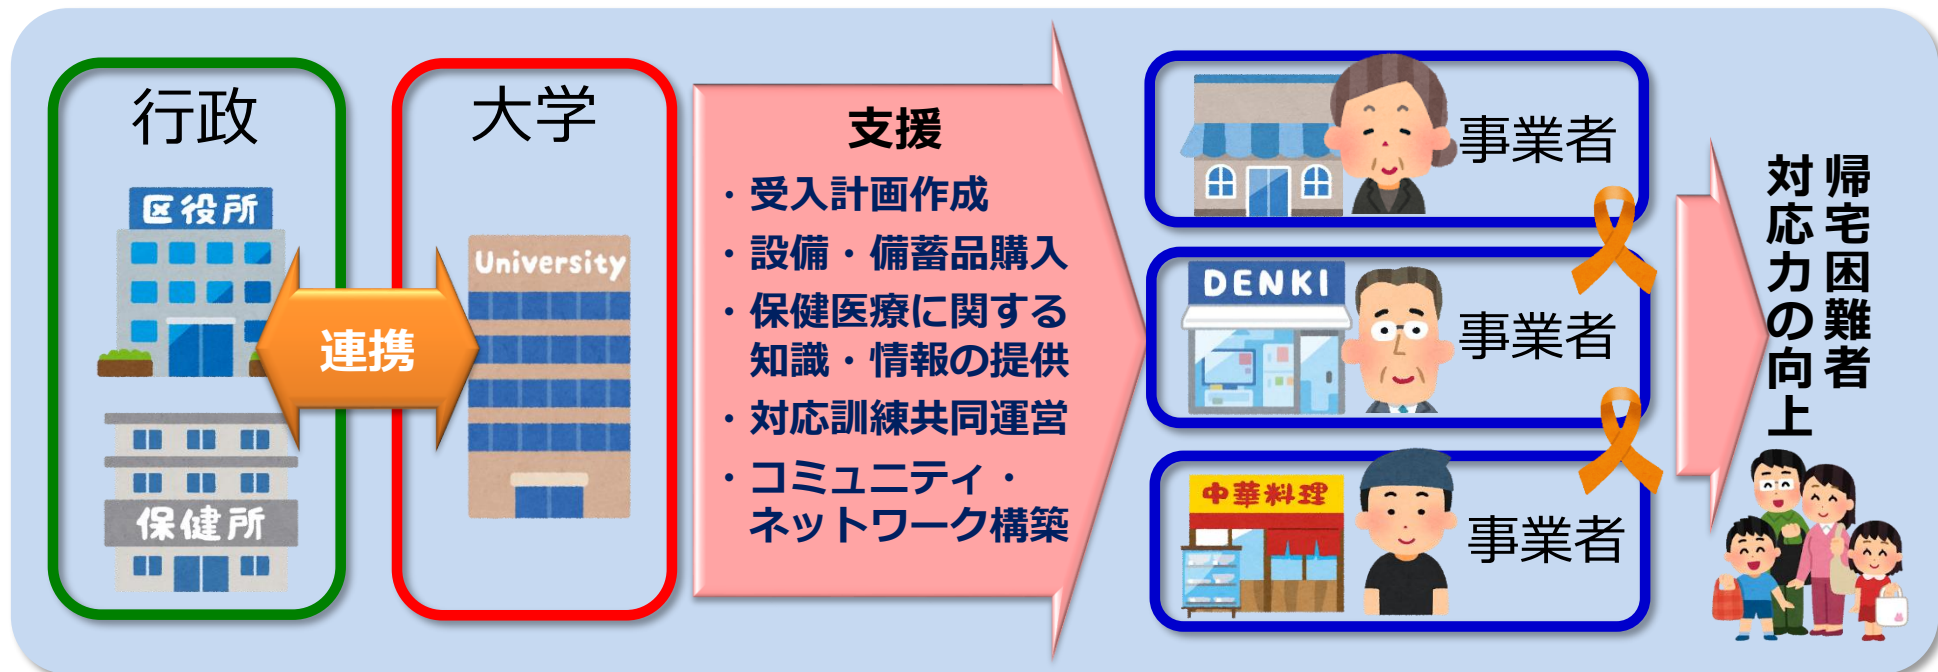 行政
区役所
保健所
連携
大学
University
支援
・受入計画作成
・設備・備蓄品購入
・保健医療に関する
知識・情報の提供
・対応訓練共同運営
・コミュニティ・
ネットワーク構築
事業者
DENKI
事業者
中華料理
事業者
帰宅困難者
対応力の向上